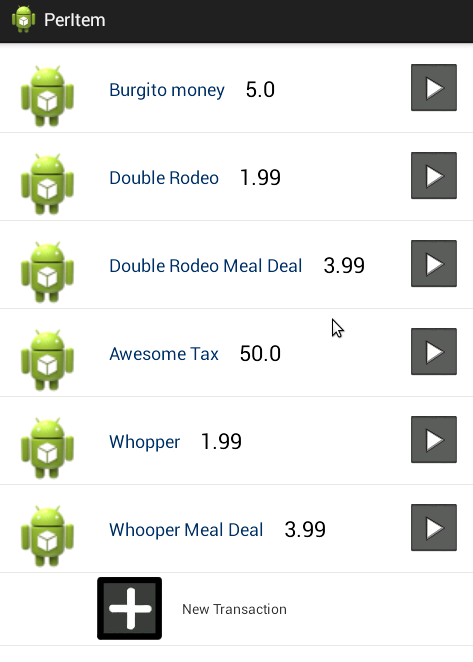 PerItem
Burgito money 5.0
Double Rodeo 1.99
Double Rodeo Meal Deal 3.99
Awesome Tax 50.0
Whopper 1.99
Whooper Meal Deal 3.99
New Transaction